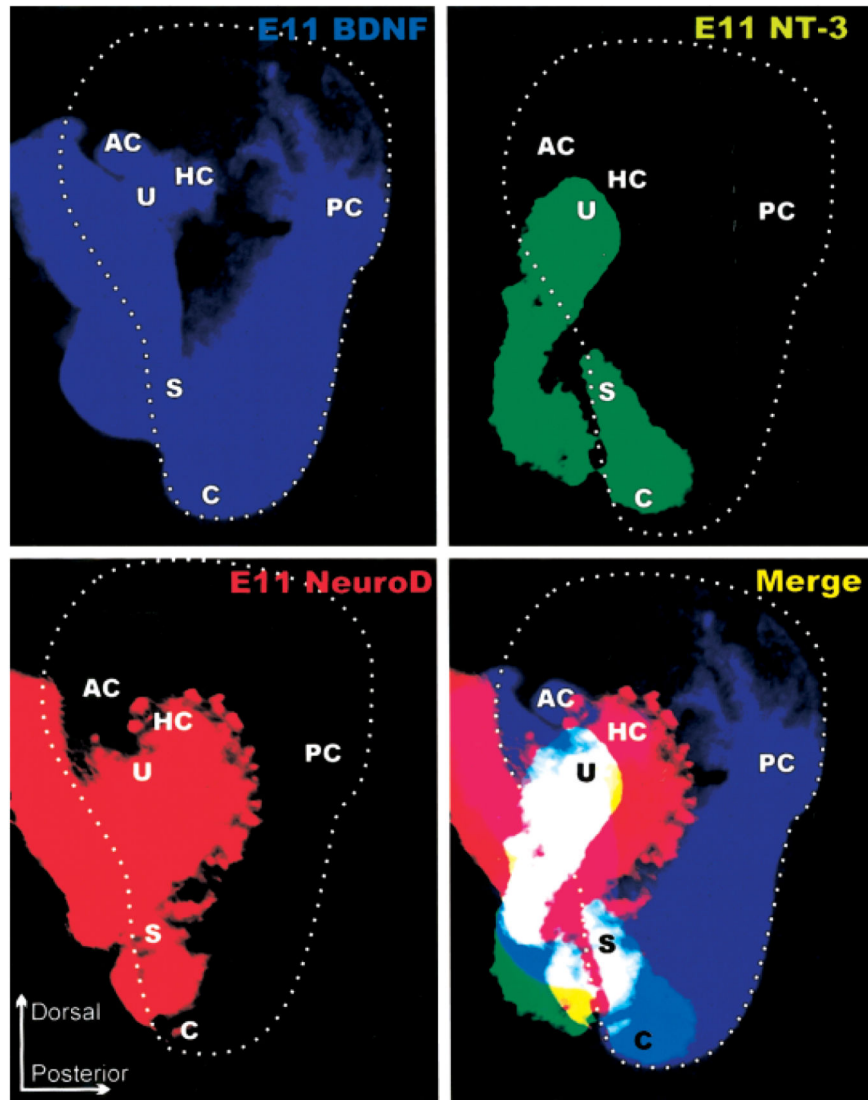 E11 BDNF
AC
HC
U
PC
S
C
E11 NT-3
AC
HC
U
PC
S
C
E11 NeuroD
AC
HC
U
PC
S
C
Dorsal
Posterior
Merge
AC
HC
U
PC
S
C